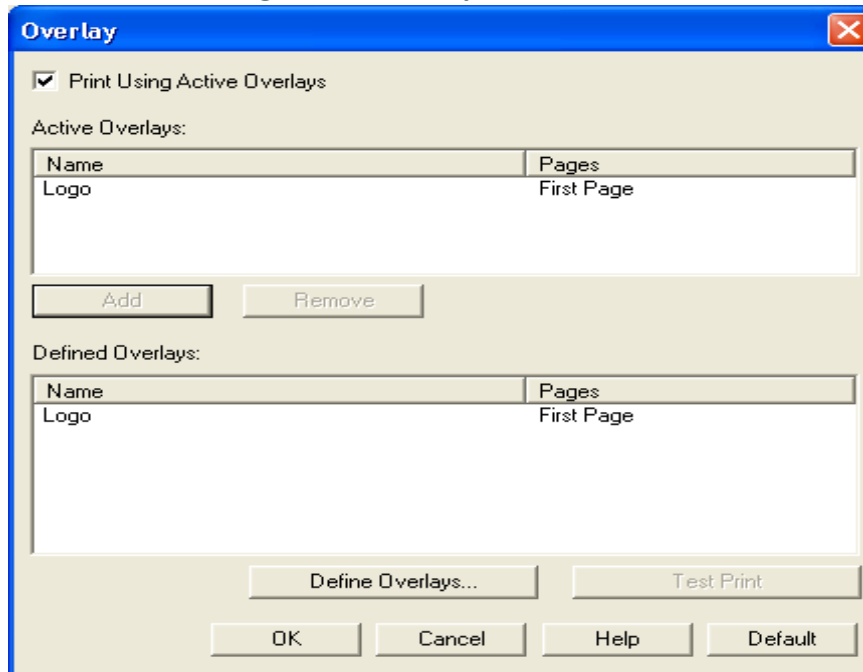 Overlay
Print Using Active Overlays
Active Overlays:
Name Pages
Logo First Page
Add Remove
Defined Overlays:
Name Pages
Logo First Page
Define Overlays... Test Print
OK Cancel Help Default